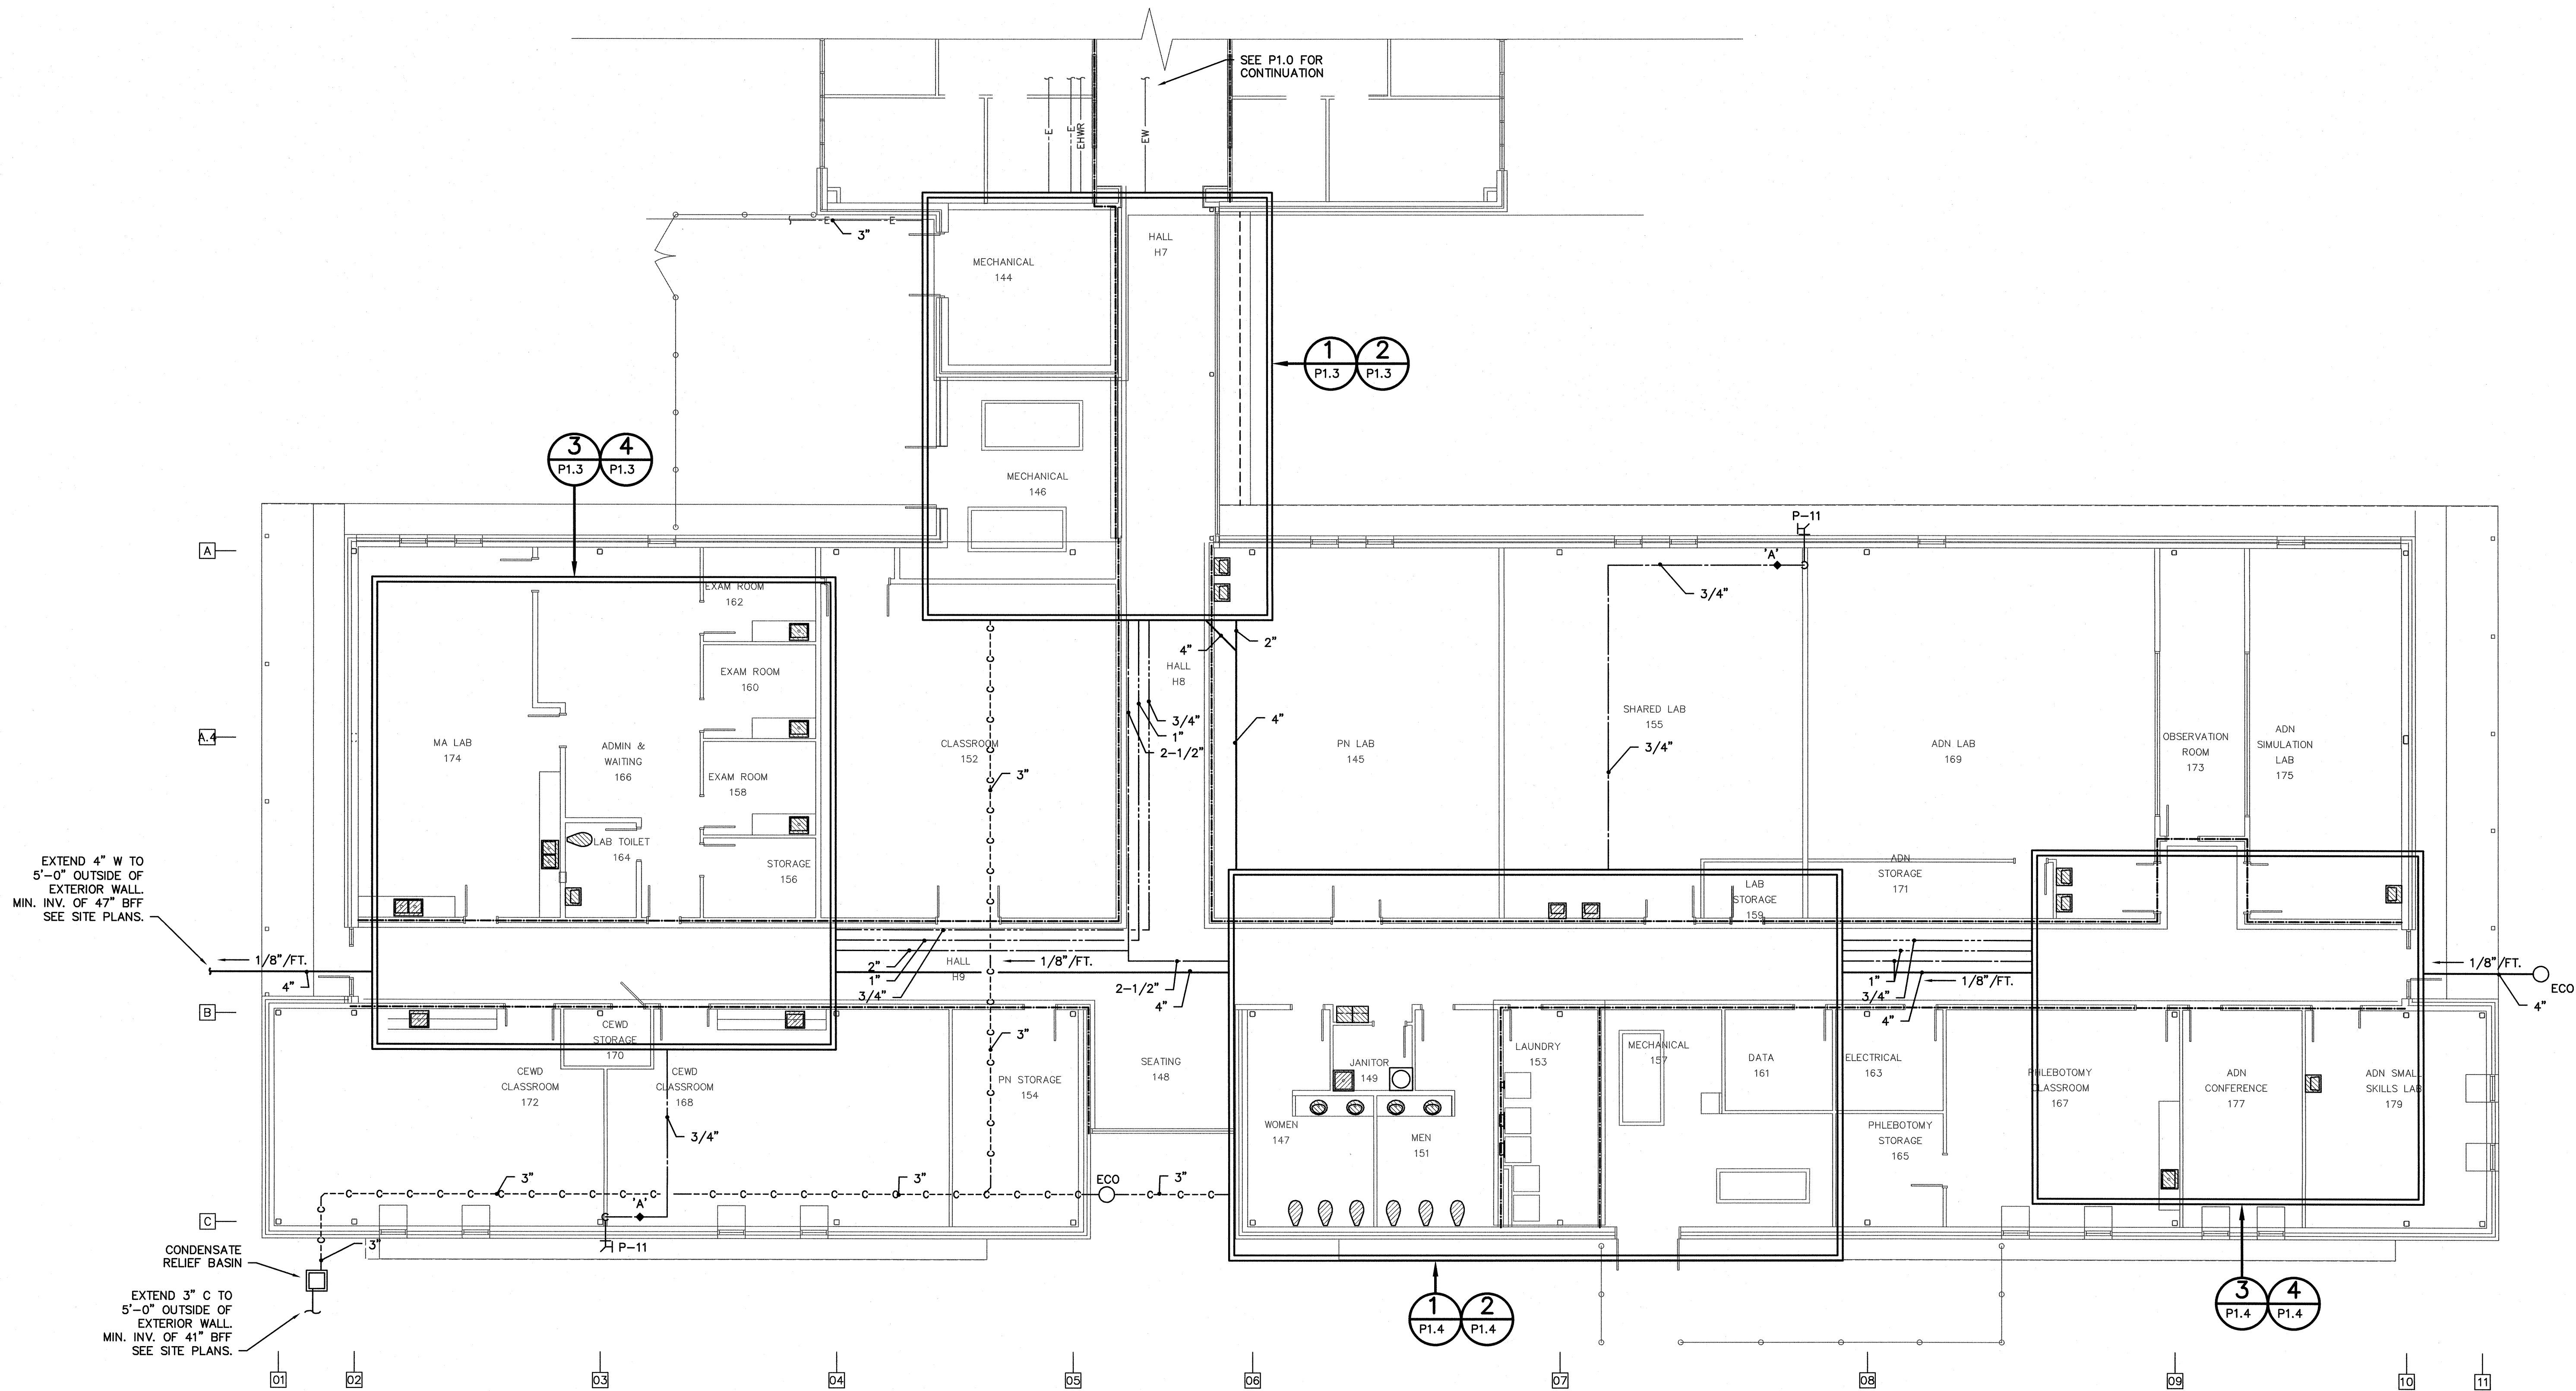 SEE P1.0 FOR
CONTINUATION
E
E
EHWR
EW
E
E
3"
HALL
H7
MECHANICAL
144
1
P1.3
2
P1.3
3
P1.3
4
P1.3
MECHANICAL
146
P-11
A
'A'
3/4"
EXAM ROOM
162
4"
2"
HALL
H8
EXAM ROOM
160
SHARED LAB
155
3/4"
1"
2-1/2"
4"
A.4
MA LAB
174
ADMIN &
WAITING
166
CLASSROOM
152
PN LAB
145
3/4"
ADN LAB
169
OBSERVATION
ROOM
173
ADN
SIMULATION
LAB
175
EXAM ROOM
158
3"
LAB TOILET
164
STORAGE
156
ADN
STORAGE
171
LAB
STORAGE
159
EXTEND 4" W TO
5'-0" OUTSIDE OF
EXTERIOR WALL.
MIN. INV. OF 47" BFF
SEE SITE PLANS.
1/8"/FT.
4"
2"
1"
3/4"
HALL
H9
1/8"/FT.
2-1/2"
4"
1"
3/4"
4"
1/8"/FT.
1/8"/FT.
ECO
4"
B
CEWD
STORAGE
170
3"
SEATING
148
JANITOR
149
LAUNDRY
153
MECHANICAL
157
DATA
161
ELECTRICAL
163
CEWD
CLASSROOM
172
CEWD
CLASSROOM
168
PN STORAGE
154
PHLEBOTOMY
CLASSROOM
167
ADN
CONFERENCE
177
ADN SMALL
SKILLS LAB
179
3/4"
WOMEN
147
MEN
151
PHLEBOTOMY
STORAGE
165
3"
3"
ECO
3"
'A'
C
P-11
CONDENSATE
RELIEF BASIN
3"
EXTEND 3" C TO
5'-0" OUTSIDE OF
EXTERIOR WALL.
MIN. INV. OF 41" BFF
SEE SITE PLANS.
1
P1.4
2
P1.4
3
P1.4
4
P1.4
01
02
03
04
05
06
07
08
09
10
11